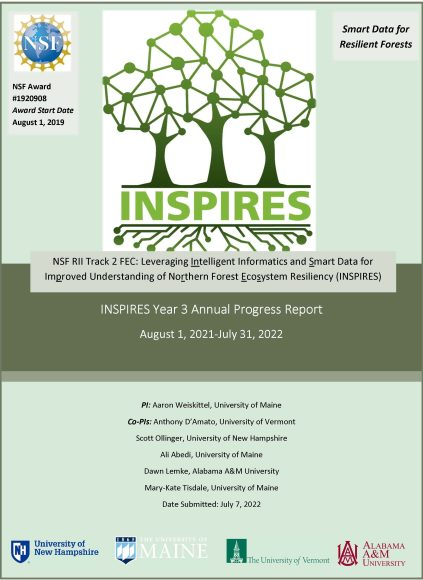 NSF
NSF Award
#1920908
Award Start Date
August 1, 2019
Smart Data for
Resilient Forests
INSPIRES
NSF RII Track 2 FEC: Leveraging Intelligent Informatics and Smart Data for
Improved Understanding of Northern Forest Ecosystem Resiliency (INSPIRES)
INSPIRES Year 3 Annual Progress Report
August 1, 2021-July 31, 2022
PI: Aaron Weiskittel, University of Maine
Co-PIs: Anthony D'Amato, University of Vermont
Scott Ollinger, University of New Hampshire
Ali Abedi, University of Maine
Dawn Lemke, Alabama A&M University
Mary-Kate Tisdale, University of Maine
Date Submitted: July 7, 2022
NH
University of
New Hampshire
1865
THE UNIVERSITY OF
MAINE
The University of Vermont
ALABAMA
A&M
UNIVERSITY